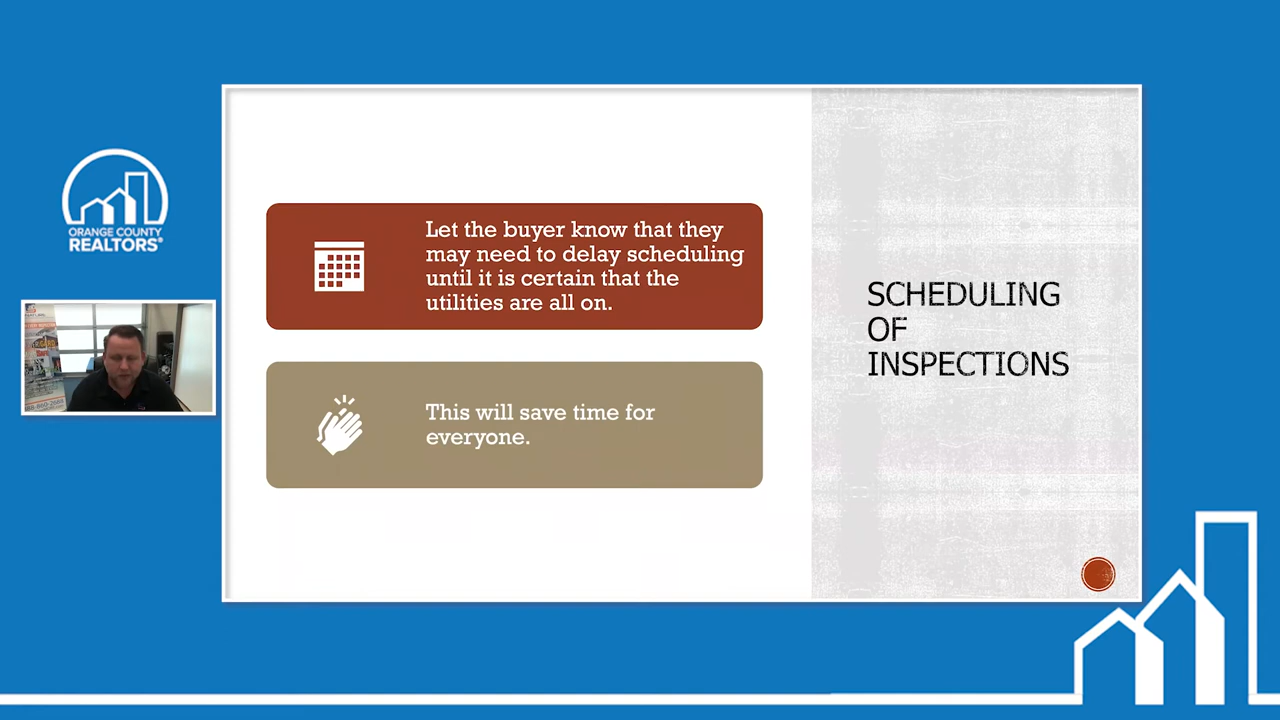 ORANGE COUNTY
REALTORS®
Let the buyer know that they
may need to delay scheduling
until it is certain that the
utilities are all on.
This will save time for
everyone.
SCHEDULING
OF
INSPECTIONS